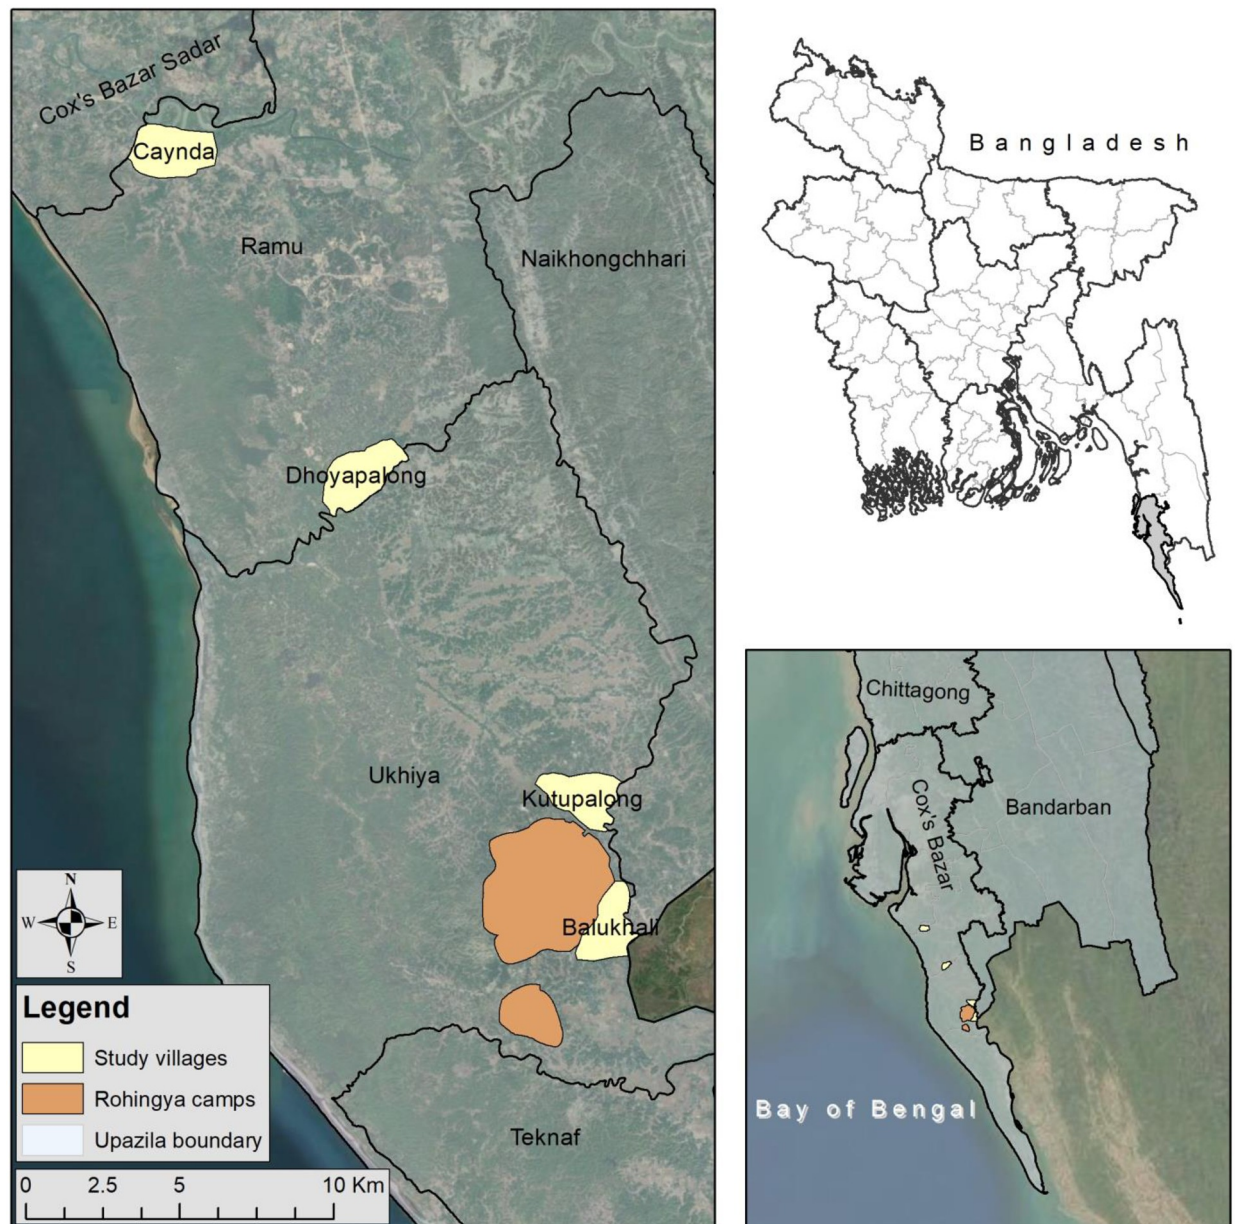 Cox's Bazar Sadar
Caynda
Ramu
Naikhongchhari
Dhoyapalong
Ukhiya
Kutupalong
Balukhali
Teknaf
N
W
E
S
Legend
Study villages
Rohingya camps
Upazila boundary
0 2.5 5 10 Km
Bangladesh
Chittagong
Cox's Bazar
Bandarban
Bay of Bengal